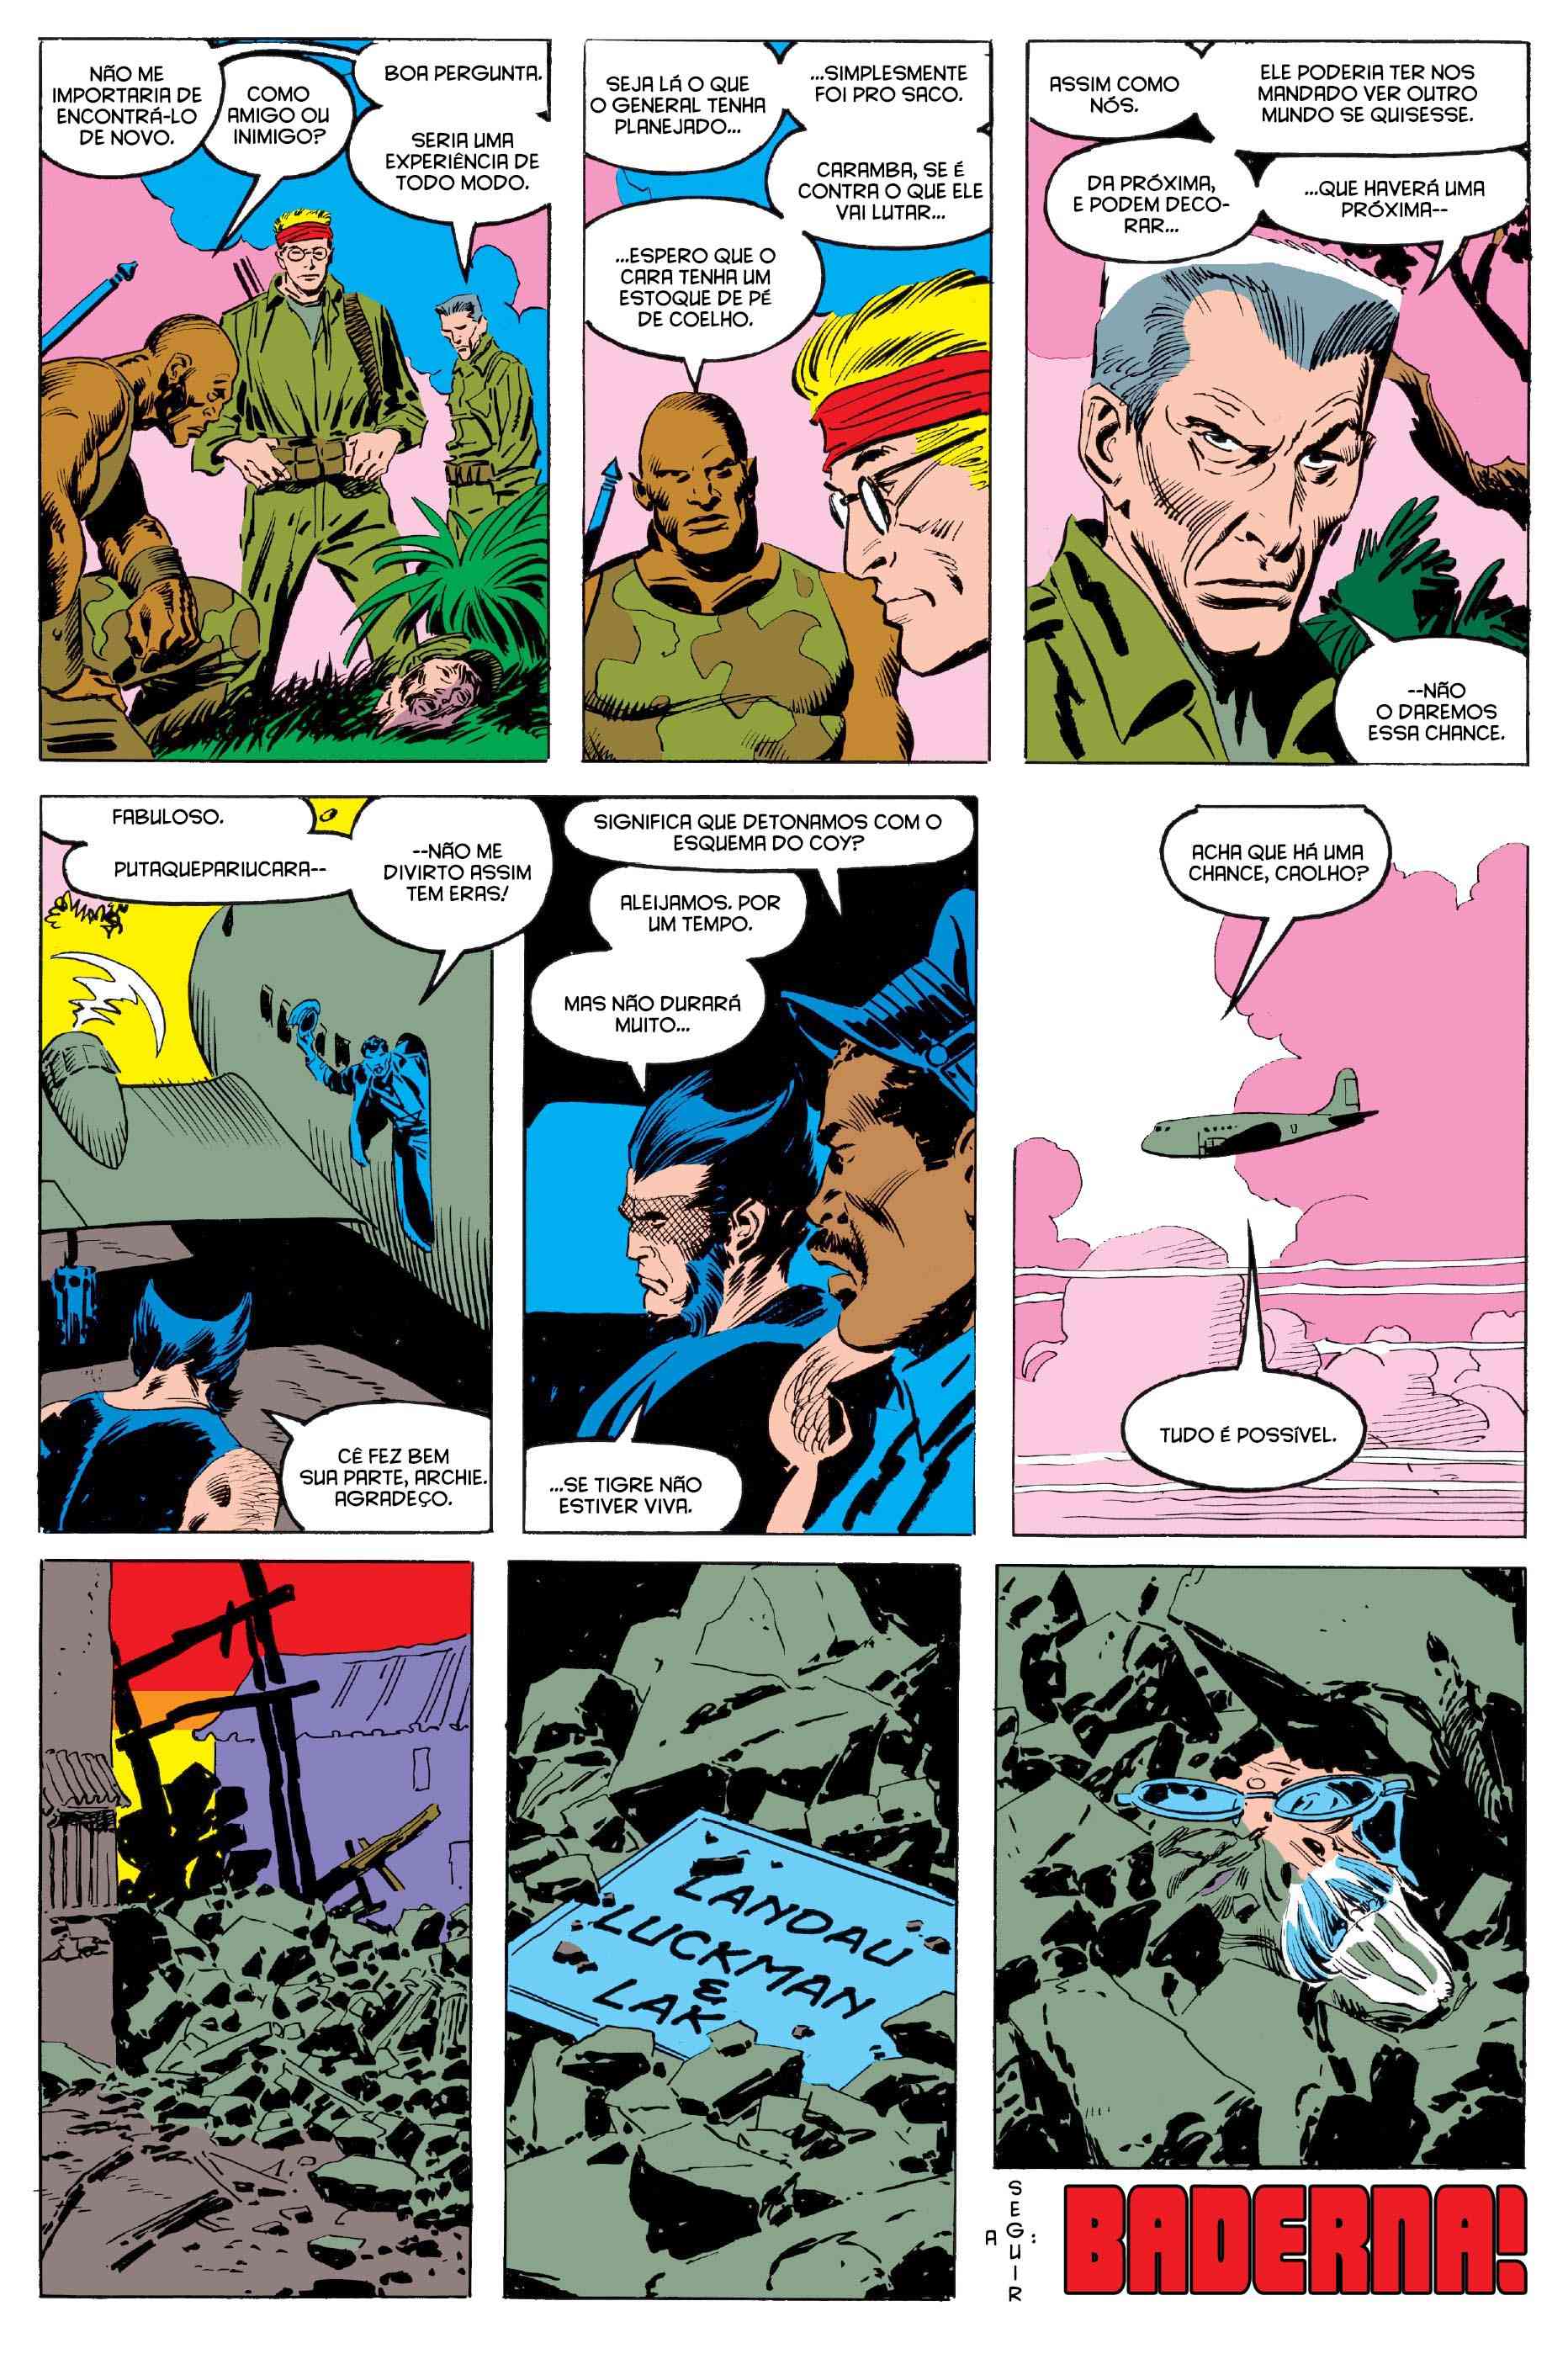 NÃO ME
IMPORTARIA DE
ENCONTRÁ-LO
DE NOVO.
COMO
AMIGO OU
INIMIGO?
BOA PERGUNTA.
SERIA UMA
EXPERIÊNCIA DE
TODO MODO.
SEJA LÁ O QUE
O GENERAL TENHA
PLANEJADO...
...SIMPLESMENTE
FOI PRO SACO.
CARAMBA, SE É
CONTRA O QUE ELE
VAI LUTAR...
...ESPERO QUE O
CARA TENHA UM
ESTOQUE DE PÉ
DE COELHO.
ASSIM COMO
NÓS.
ELE PODERIA TER NOS
MANDADO VER OUTRO
MUNDO SE QUISESSE.
DA PRÓXIMA,
E PODEM DECO-
RAR...
...QUE HAVERÁ UMA
PRÓXIMA--
--NÃO
O DAREMOS
ESSA CHANCE.
FABULOSO.
PUTAQUEPARIUCARA--
--NÃO ME
DIVIRTO ASSIM
TEM ERAS!
CÊ FEZ BEM
SUA PARTE, ARCHIE.
AGRADEÇO.
SIGNIFICA QUE DETONAMOS COM O
ESQUEMA DO COY?
ALEIJAMOS. POR
UM TEMPO.
MAS NÃO DURARÁ
MUITO...
...SE TIGRE NÃO
ESTIVER VIVA.
ACHA QUE HÁ UMA
CHANCE, CAOLHO?
TUDO É POSSÍVEL.
LANDAU
LUCKMAN
&
LAK
A SEGUIR:
BADERNA!